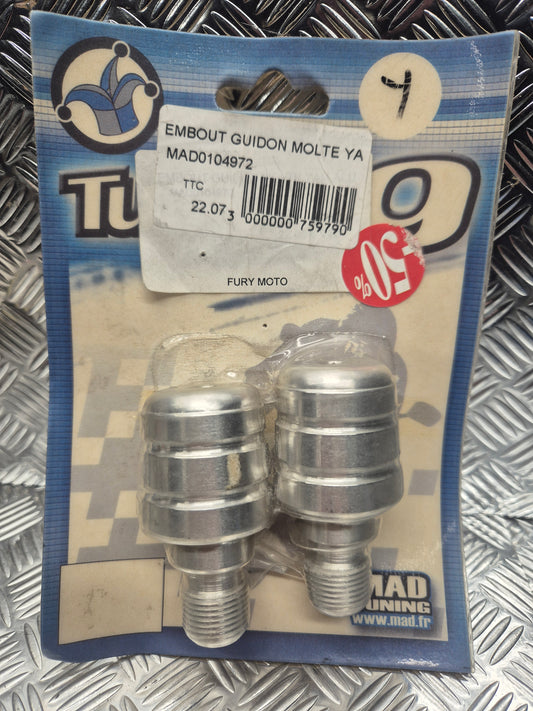 4
EMBOUT GUIDON MOLTE YA
MAD0104972
TTC
22.07
3 000000 759790
FURY MOTO
50%
MAD
TUNING
www.mad.fr